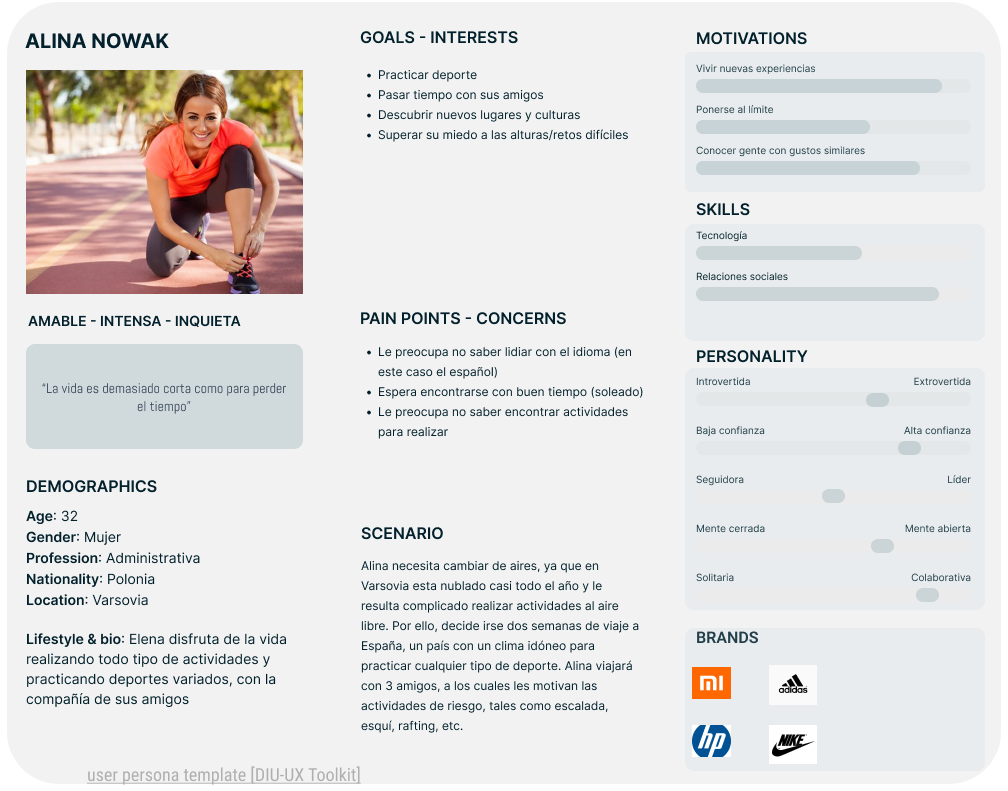 ALINA NOWAK
AMABLE - INTENSA - INQUIETA
“La vida es demasiado corta como para perder
el tiempo”
DEMOGRAPHICS
Age: 32
Gender: Mujer
Profession: Administrativa
Nationality: Polonia
Location: Varsovia
Lifestyle & bio: Elena disfruta de la vida
realizando todo tipo de actividades y
practicando deportes variados, con la
compañía de sus amigos
GOALS - INTERESTS
• Practicar deporte
• Pasar tiempo con sus amigos
• Descubrir nuevos lugares y culturas
• Superar su miedo a las alturas/retos difíciles
PAIN POINTS - CONCERNS
• Le preocupa no saber lidiar con el idioma (en
este caso el español)
• Espera encontrarse con buen tiempo (soleado)
• Le preocupa no saber encontrar actividades
para realizar
SCENARIO
Alina necesita cambiar de aires, ya que en
Varsovia esta nublado casi todo el año y le
resulta complicado realizar actividades al aire
libre. Por ello, decide irse dos semanas de viaje a
España, un país con un clima idóneo para
practicar cualquier tipo de deporte. Alina viajará
con 3 amigos, a los cuales les motivan las
actividades de riesgo, tales como escalada,
esquí, rafting, etc.
MOTIVATIONS
Vivir nuevas experiencias
Ponerse al límite
Conocer gente con gustos similares
SKILLS
Tecnología
Relaciones sociales
PERSONALITY
Introvertida Extrovertida
Baja confianza Alta confianza
Seguidora Líder
Mente cerrada Mente abierta
Solitaria Colaborativa
BRANDS
mi adidas
hp NIKE
user persona template [DIU-UX Toolkit]